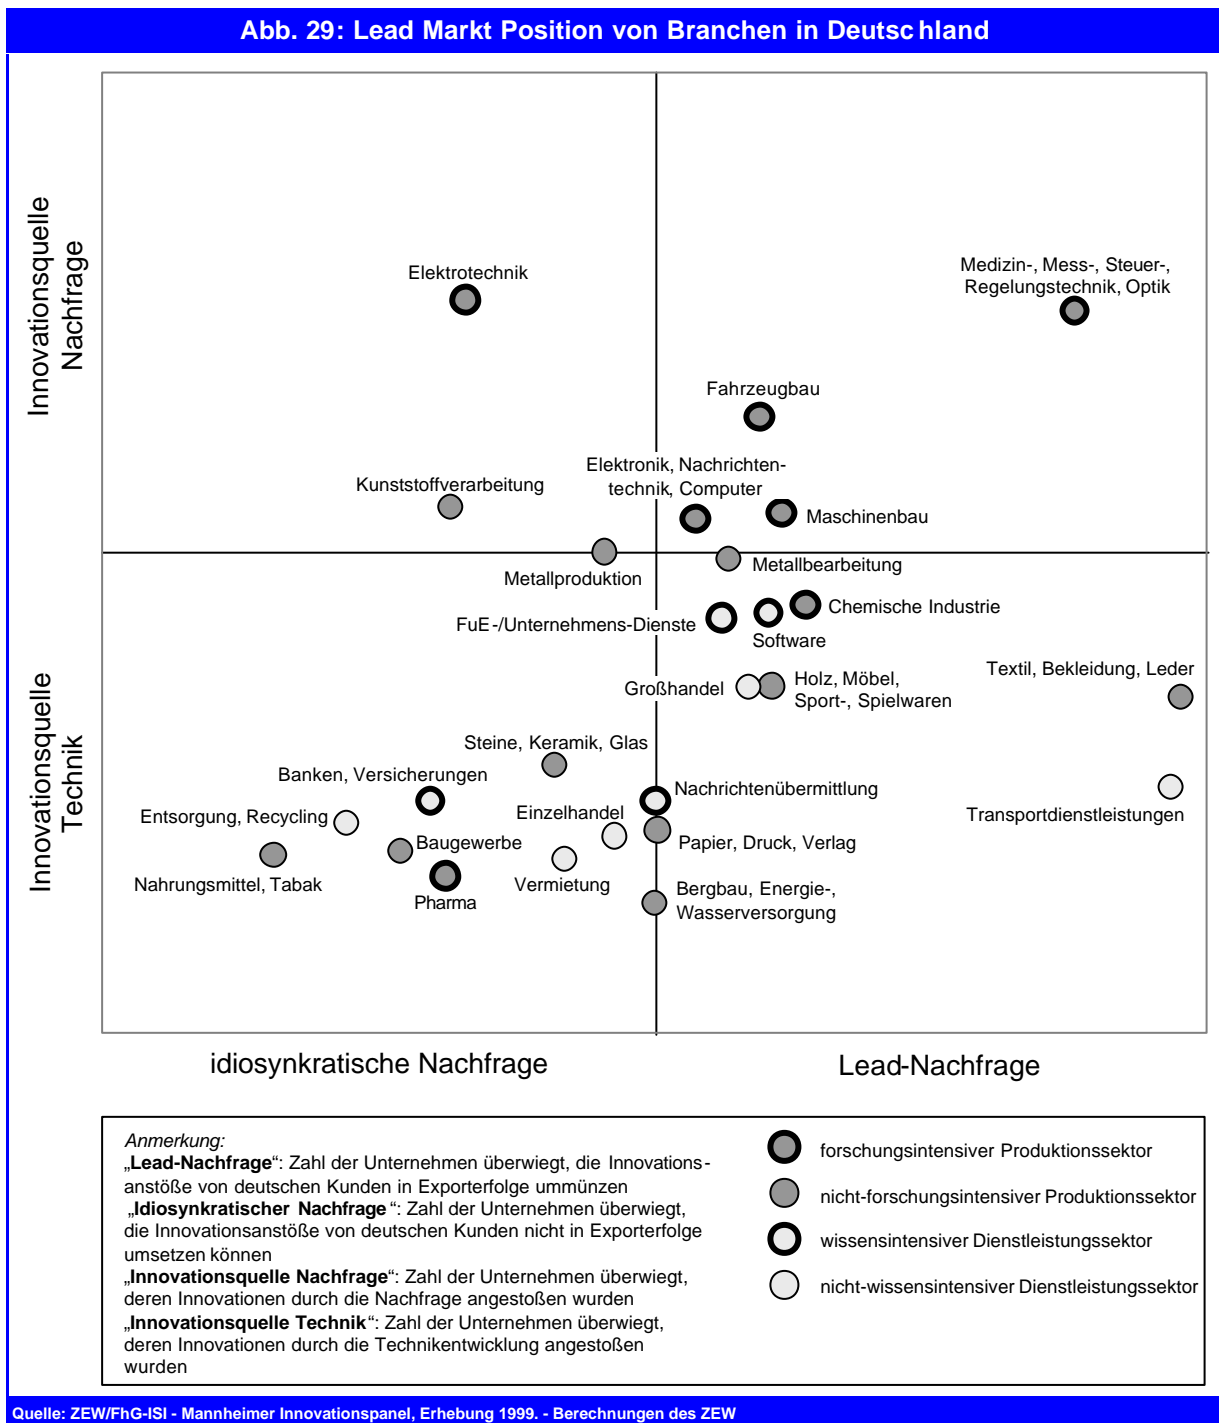 Abb. 29: Lead Markt Position von Branchen in Deutschland
Innovationsquelle
Nachfrage
Innovationsquelle
Technik
Elektrotechnik
Medizin-, Mess-, Steuer-,
Regelungstechnik, Optik
Fahrzeugbau
Elektronik, Nachrichten-
technik, Computer
Kunststoffverarbeitung
Maschinenbau
Metallproduktion
Metallbearbeitung
Chemische Industrie
FuE-/Unternehmens-Dienste
Software
Textil, Bekleidung, Leder
Großhandel
Holz, Möbel,
Sport-, Spielwaren
Steine, Keramik, Glas
Banken, Versicherungen
Nachrichtenübermittlung
Entsorgung, Recycling
Einzelhandel
Transportdienstleistungen
Baugewerbe
Papier, Druck, Verlag
Nahrungsmittel, Tabak
Vermietung
Pharma
Bergbau, Energie-,
Wasserversorgung
idiosynkratische Nachfrage
Lead-Nachfrage
Anmerkung:
„Lead-Nachfrage“: Zahl der Unternehmen überwiegt, die Innovations-
anstöße von deutschen Kunden in Exporterfolge ummünzen
„Idiosynkratischer Nachfrage“: Zahl der Unternehmen überwiegt,
die Innovationsanstöße von deutschen Kunden nicht in Exporterfolge
umsetzen können
„Innovationsquelle Nachfrage“: Zahl der Unternehmen überwiegt,
deren Innovationen durch die Nachfrage angestoßen wurden
„Innovationsquelle Technik“: Zahl der Unternehmen überwiegt,
deren Innovationen durch die Technikentwicklung angestoßen
wurden
forschungsintensiver Produktionssektor
nicht-forschungsintensiver Produktionssektor
wissensintensiver Dienstleistungssektor
nicht-wissensintensiver Dienstleistungssektor
Quelle: ZEW/FhG-ISI - Mannheimer Innovationspanel, Erhebung 1999. - Berechnungen des ZEW